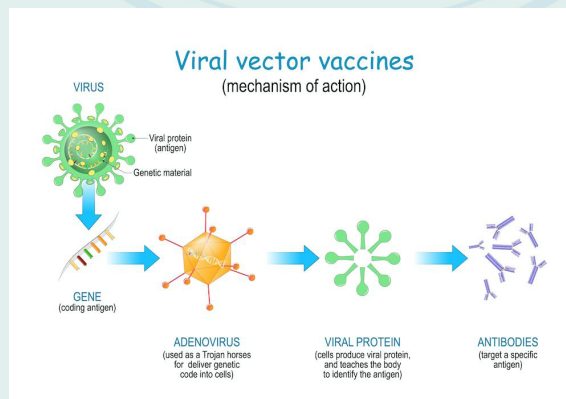 Viral vector vaccines
(mechanism of action)
VIRUS
Viral protein
(antigen)
Genetic material
GENE
(coding antigen)
ADENOVIRUS
(used as a Trojan horses
for deliver genetic
code into cells)
VIRAL PROTEIN
(cells produce viral protein,
and teaches the body
to identify the antigen)
ANTIBODIES
(target a specific
antigen)